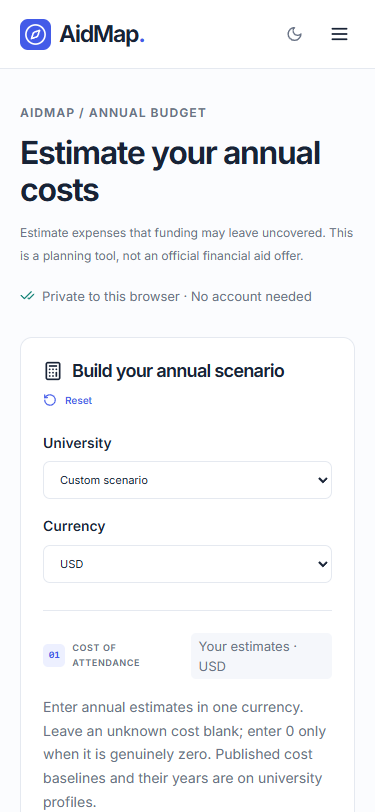 AidMap.
AIDMAP / ANNUAL BUDGET
Estimate your annual
costs
Estimate expenses that funding may leave uncovered. This
is a planning tool, not an official financial aid offer.
Private to this browser · No account needed
Build your annual scenario
Reset
University
Custom scenario
Currency
USD
01
COST OF
ATTENDANCE
Your estimates ·
USD
Enter annual estimates in one currency.
Leave an unknown cost blank; enter 0 only
when it is genuinely zero. Published cost
baselines and their years are on university
profiles.